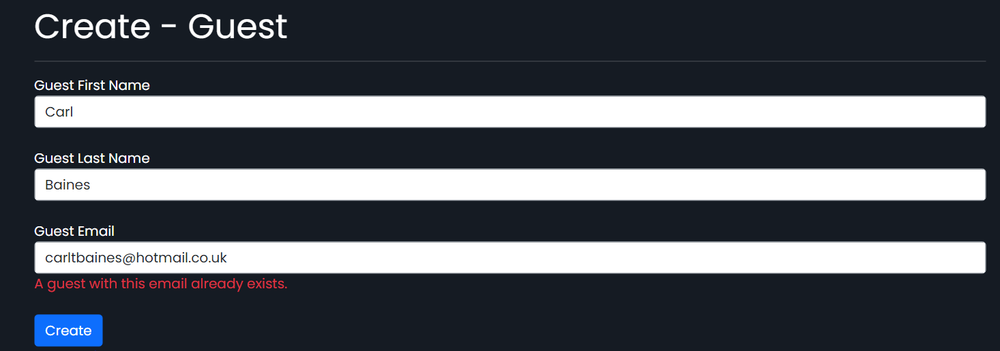 Create - Guest
Guest First Name
Carl
Guest Last Name
Baines
Guest Email
carltbaines@hotmail.co.uk
A guest with this email already exists.
Create